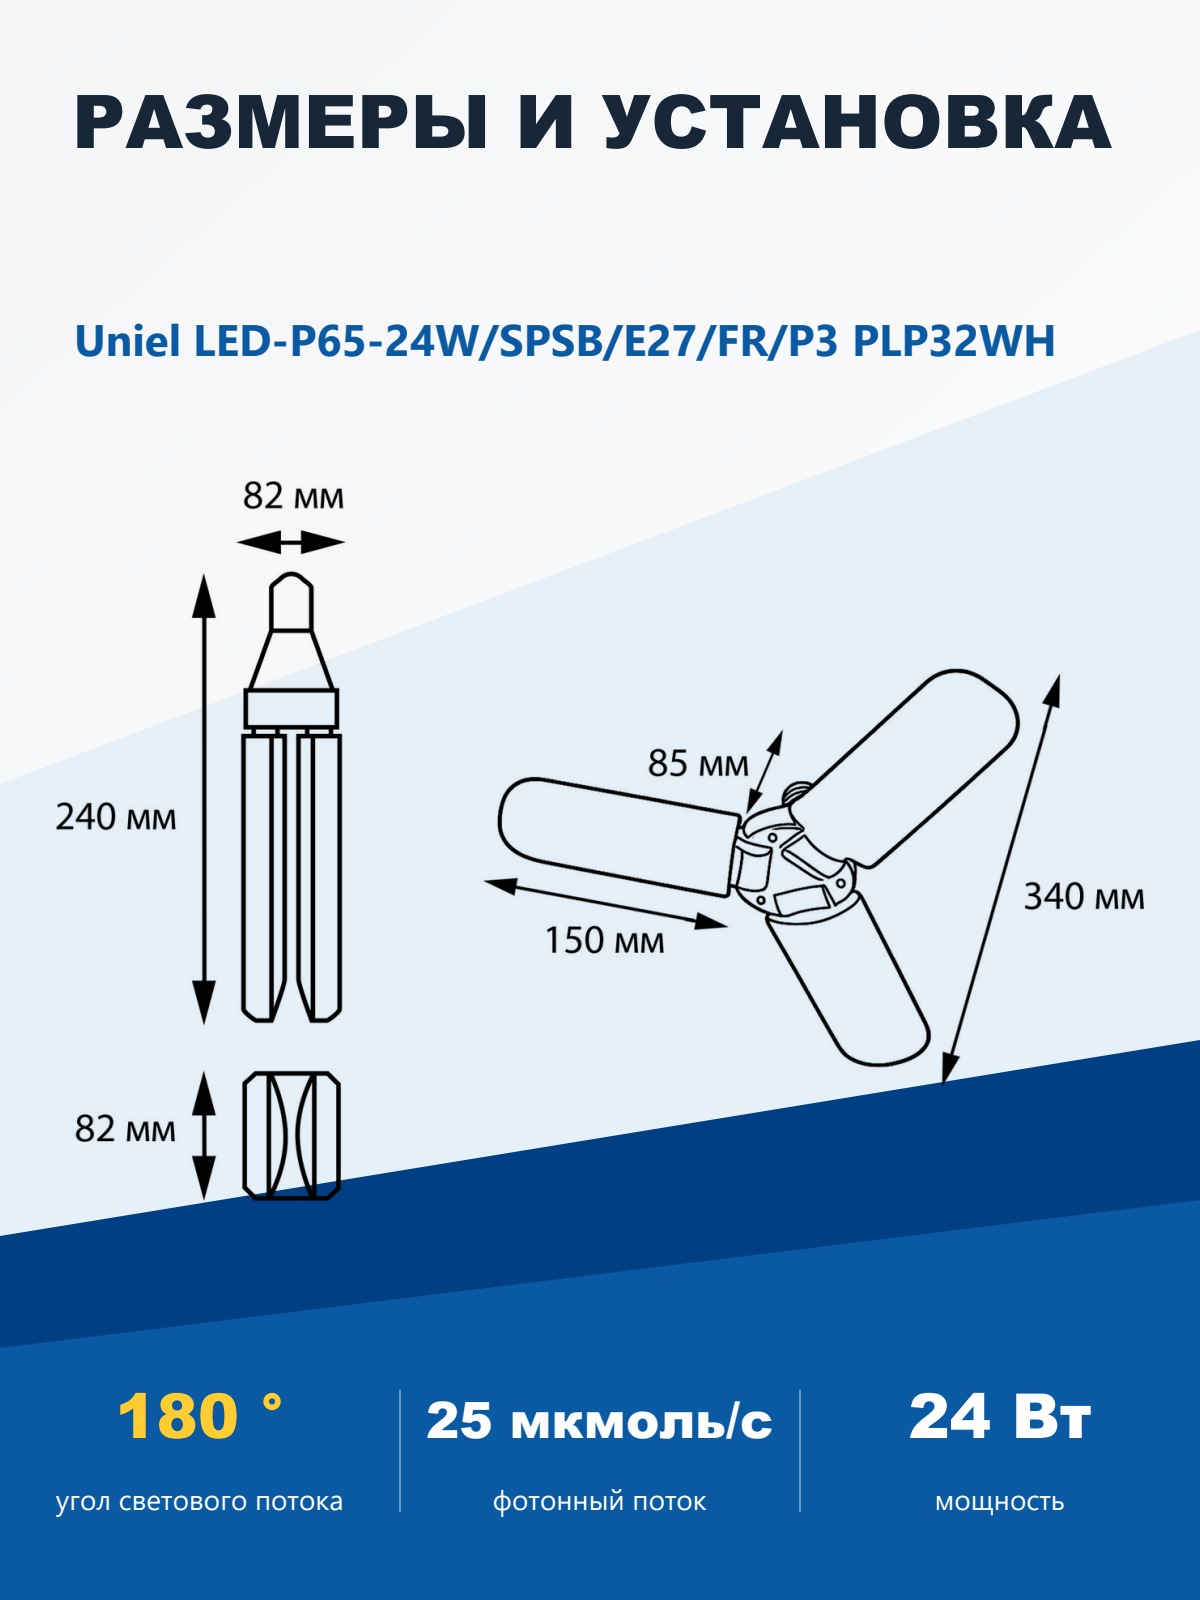 РАЗМЕРЫ И УСТАНОВКА
Uniel LED-P65-24W/SPSB/E27/FR/P3 PLP32WH
82 мм
240 мм
85 мм
150 мм
340 мм
82 мм
180 °
угол светового потока
25 мкмоль/с
фотонный поток
24 Вт
мощность